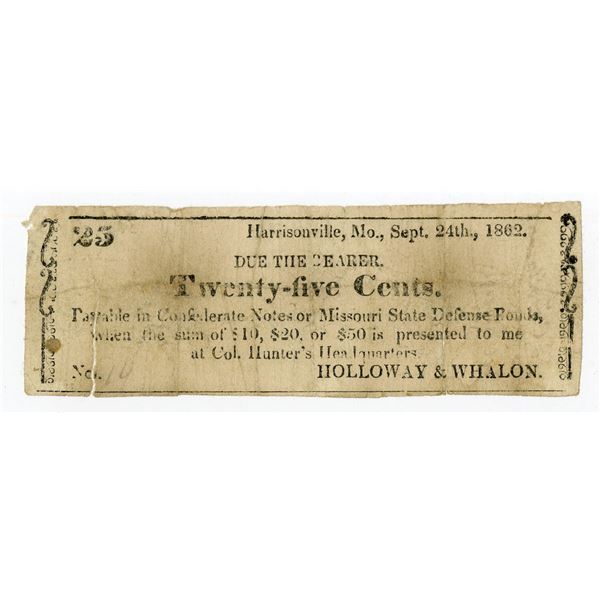 25 Harrisonville, Mo., Sept. 24th., 1862.
DUE THE BEARER.
Twenty-five Cents.
Payable in Confederate Notes or Missouri State Defense Bonds,
when the sum of $10, $20, or $50 is presented to me
at Col. Hunter's Headquarters.
No. HOLLOWAY & WHALON.